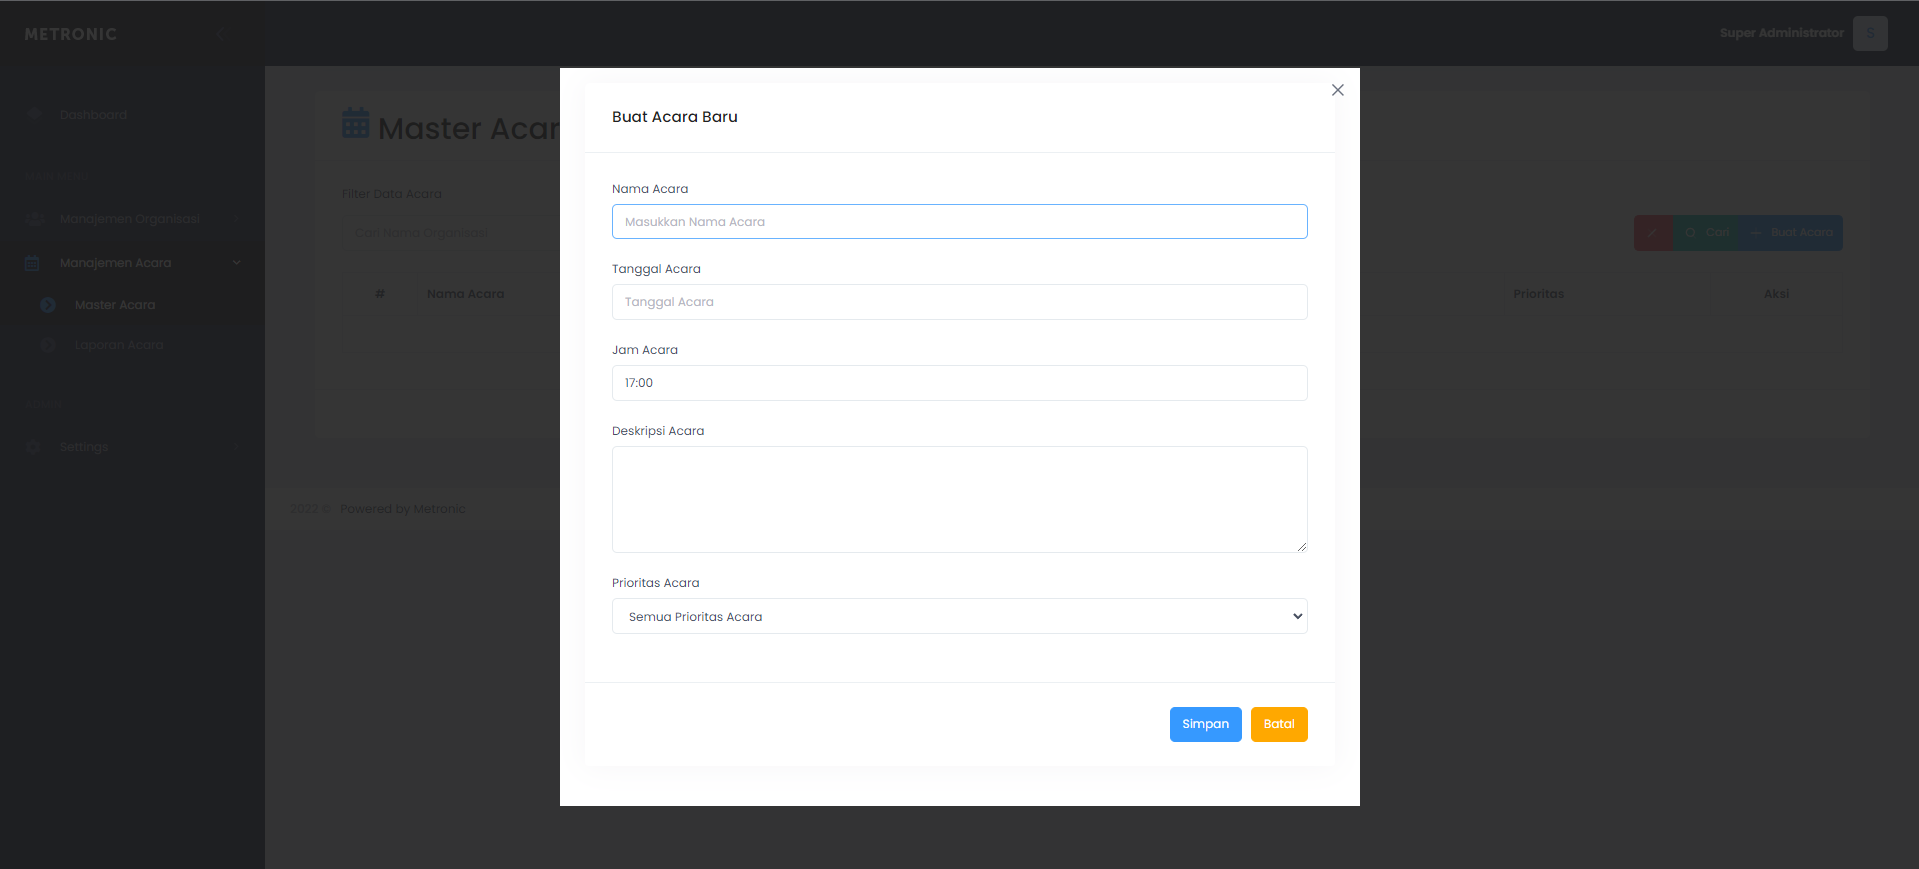 METRONIC
Super Administrator
S
Dashboard
Manajemen Organisasi
Manajemen Acara
Master Acara
Laporan Acara
Settings
Master Acar
Filter Data Acara
Cari Nama Organisasi
Cari
Buat Acara
# Nama Acara Prioritas Aksi
2022 © Powered by Metronic
Buat Acara Baru
Nama Acara
Masukkan Nama Acara
Tanggal Acara
Tanggal Acara
Jam Acara
17:00
Deskripsi Acara
Prioritas Acara
Semua Prioritas Acara
Simpan Batal